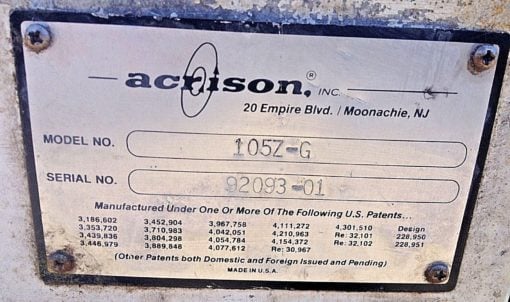 acrison,® INC.
20 Empire Blvd. / Moonachie, NJ
MODEL NO. 105Z-G
SERIAL NO. 92093-01
Manufactured Under One Or More Of The Following U.S. Patents...
3,186,602 3,452,904 3,967,758 4,111,272 4,301,510 Design
3,353,720 3,710,983 4,042,051 4,210,963 Re: 32,101 228,950
3,439,836 3,804,298 4,054,784 4,154,372 Re: 32,102 228,951
3,446,979 3,889,848 4,077,612 Re: 30,967
(Other Patents both Domestic and Foreign Issued and Pending)
MADE IN U.S.A.